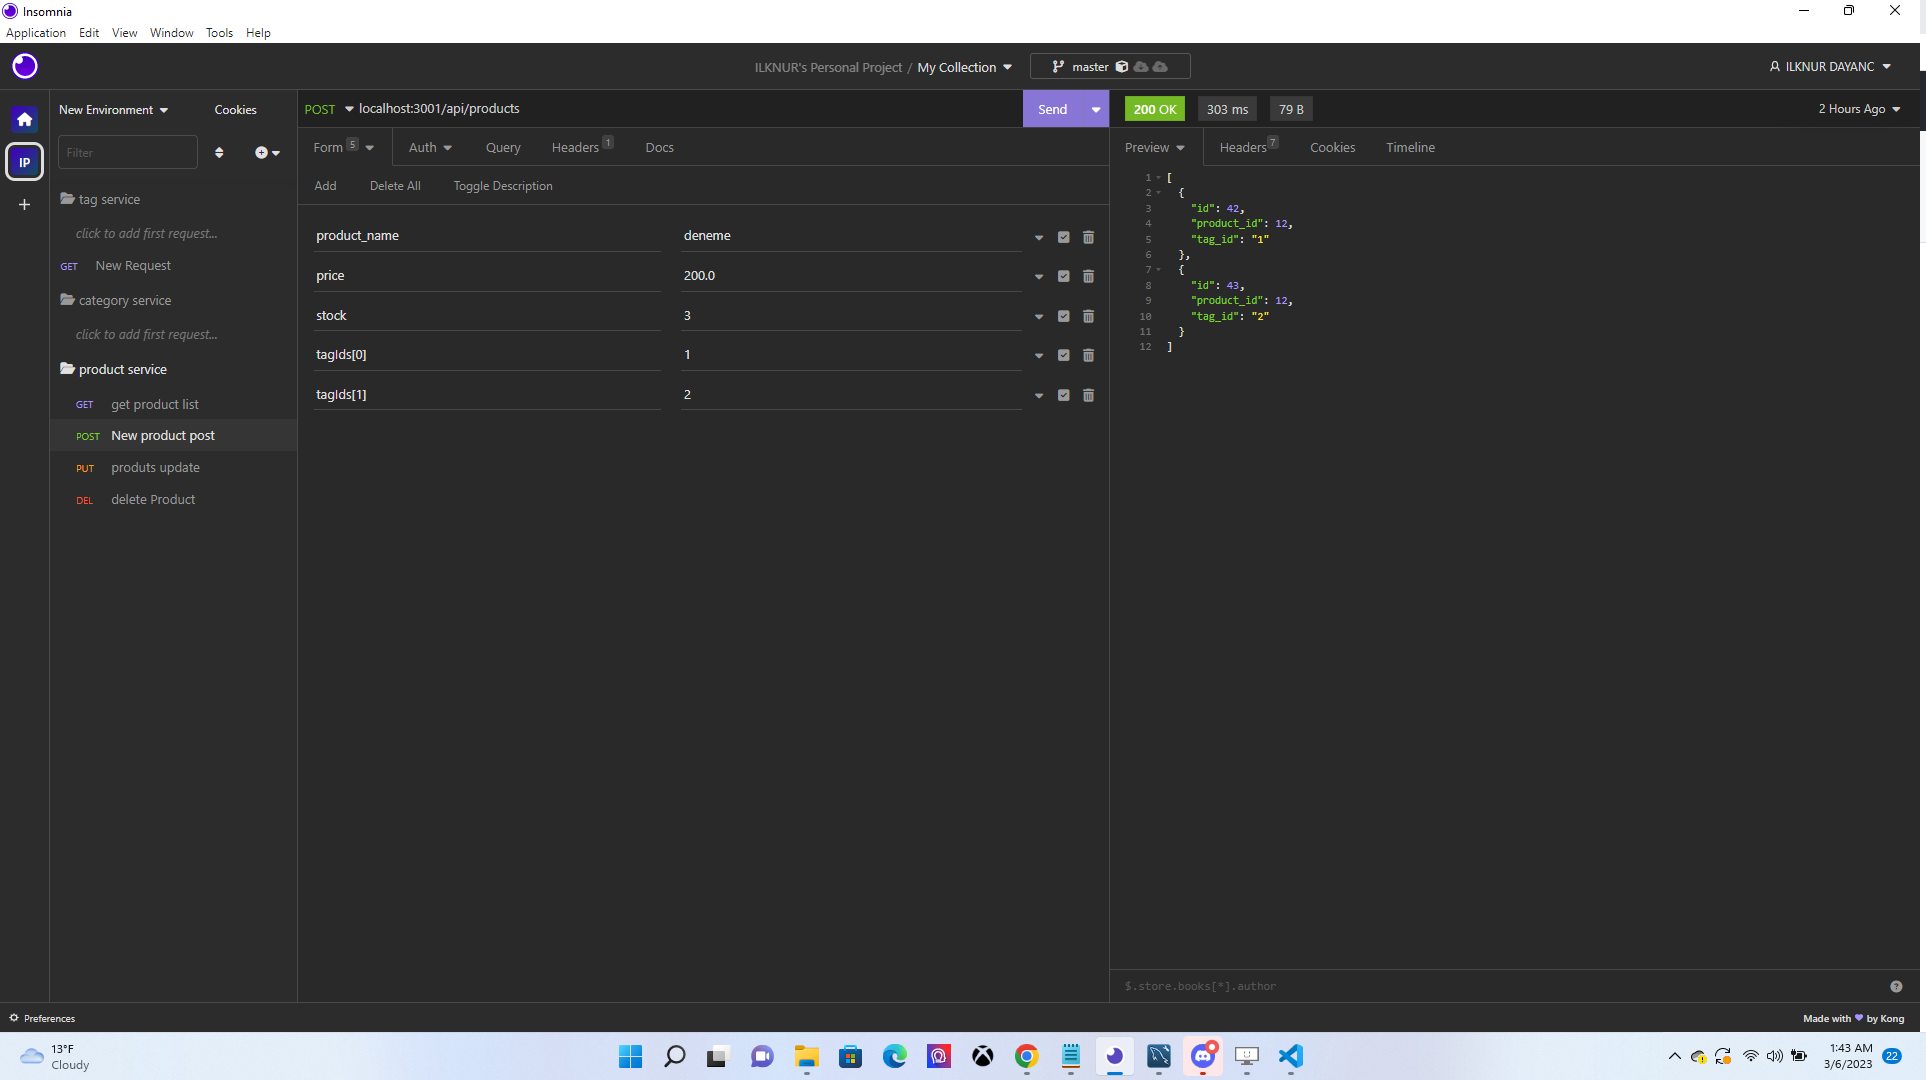 Insomnia
Application Edit View Window Tools Help
ILKNUR's Personal Project / My Collection master ILKNUR DAYANC
New Environment Cookies
POST localhost:3001/api/products Send
200 OK 303 ms 79 B 2 Hours Ago
Filter
Form 5 Auth Query Headers 1 Docs
Preview Headers 7 Cookies Timeline
IP
Add Delete All Toggle Description
tag service
click to add first request...
GET New Request
category service
click to add first request...
product service
GET get product list
POST New product post
PUT produts update
DEL delete Product
product_name deneme
price 200.0
stock 3
tagIds[0] 1
tagIds[1] 2
1 [
2 {
3 "id": 42,
4 "product_id": 12,
5 "tag_id": "1"
6 },
7 {
8 "id": 43,
9 "product_id": 12,
10 "tag_id": "2"
11 }
12 ]
$.store.books[*].author
Preferences
Made with 💜 by Kong
13°F
Cloudy
1:43 AM
3/6/2023
22